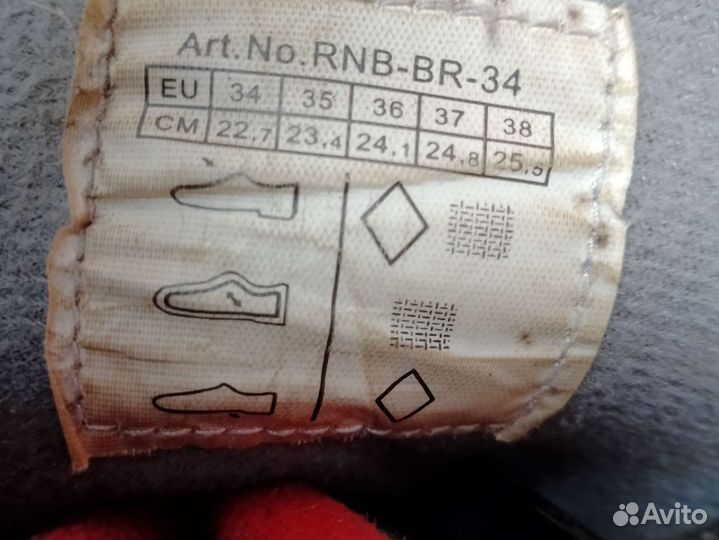 Art.No.RNB-BR-34
EU 34 35 36 37 38
CM 22,7 23,4 24,1 24,8 25,5
Avito